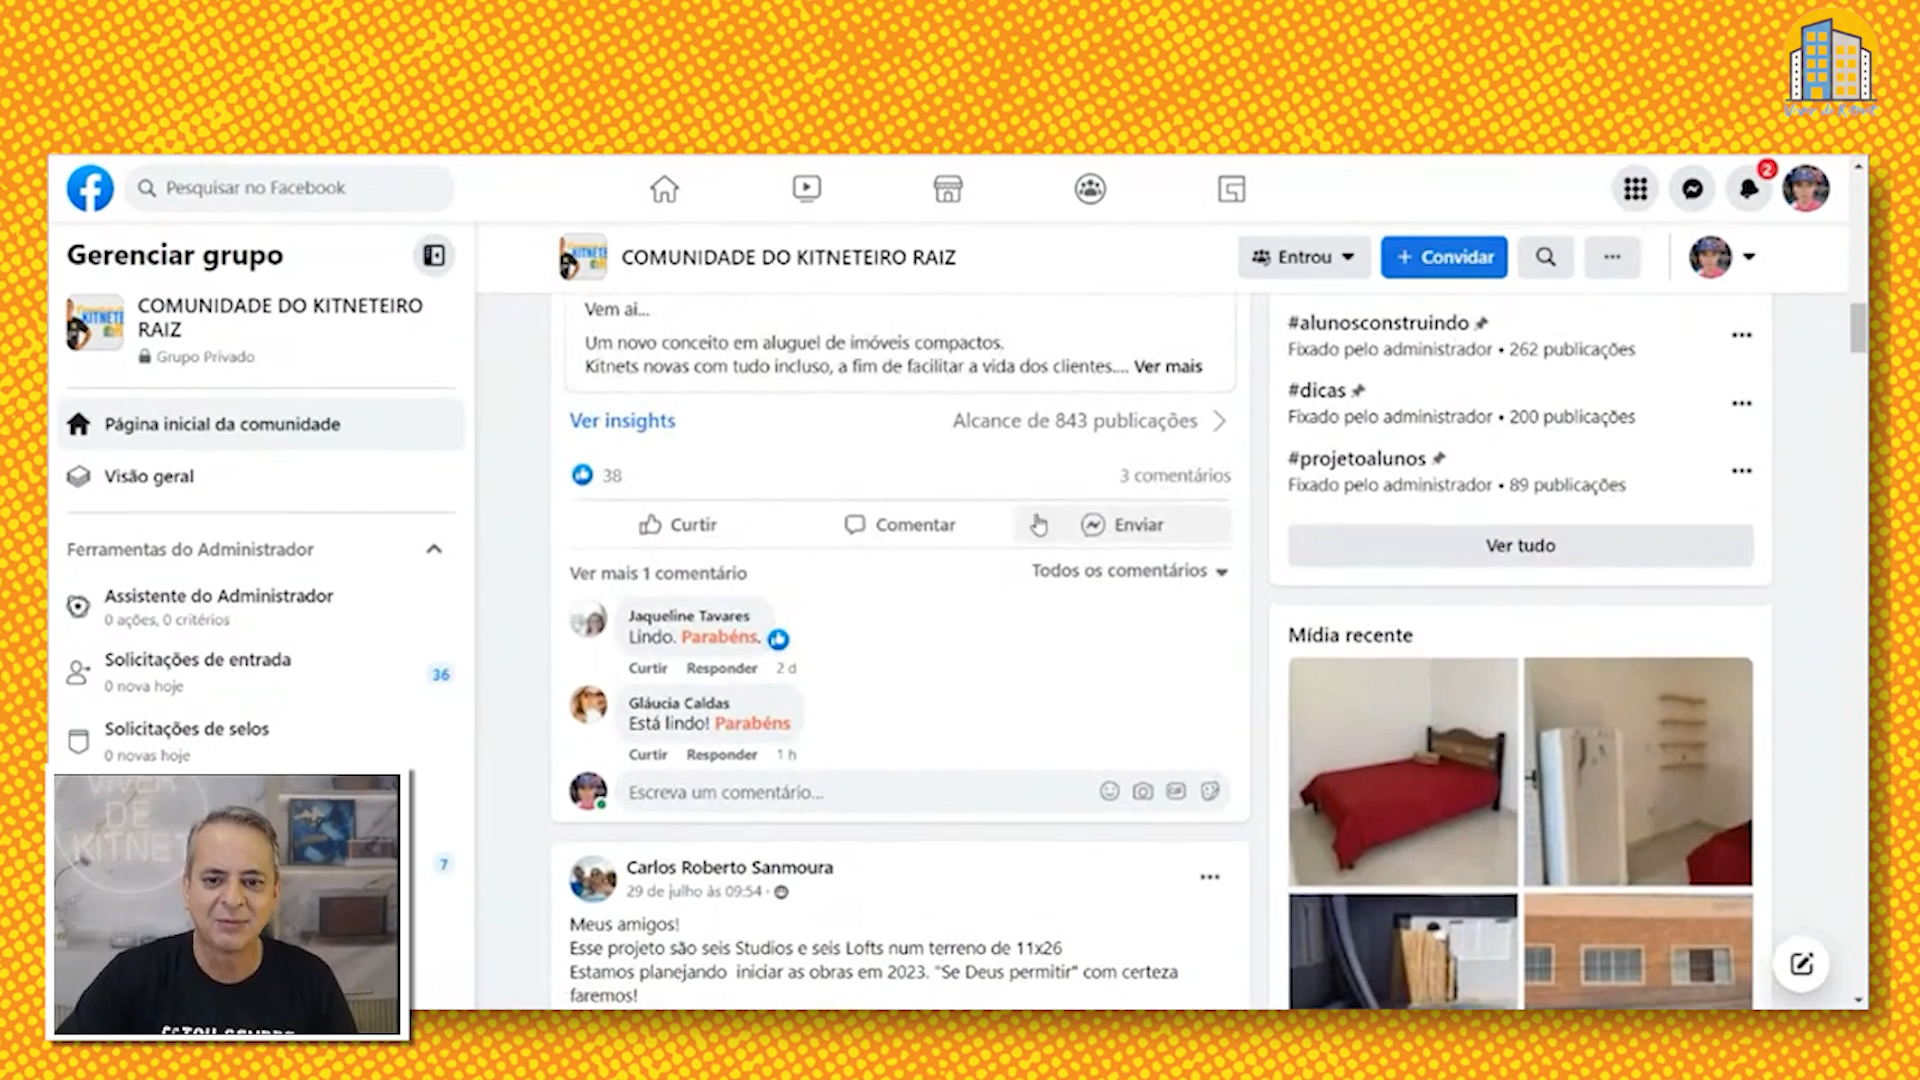 Viver de Kitnet
Pesquisar no Facebook
2
Gerenciar grupo
COMUNIDADE DO KITNETEIRO RAIZ
Entrou
+ Convidar
COMUNIDADE DO KITNETEIRO
RAIZ
Grupo Privado
Página inicial da comunidade
Visão geral
Ferramentas do Administrador
Assistente do Administrador
0 ações, 0 critérios
Solicitações de entrada
0 nova hoje
36
Solicitações de selos
0 novas hoje
7
VIVER
DE
KITNET
Vem ai...
Um novo conceito em aluguel de imóveis compactos.
Kitnets novas com tudo incluso, a fim de facilitar a vida dos clientes.... Ver mais
Ver insights
Alcance de 843 publicações
38
3 comentários
Curtir
Comentar
Enviar
Ver mais 1 comentário
Todos os comentários
Jaqueline Tavares
Lindo. Parabéns.
Curtir Responder 2 d
Gláucia Caldas
Está lindo! Parabéns
Curtir Responder 1 h
Escreva um comentário...
Carlos Roberto Sanmoura
29 de julho às 09:54 ·
Meus amigos!
Esse projeto são seis Studios e seis Lofts num terreno de 11x26
Estamos planejando iniciar as obras em 2023. "Se Deus permitir" com certeza
faremos!
#alunosconstruindo
Fixado pelo administrador • 262 publicações
#dicas
Fixado pelo administrador • 200 publicações
#projetoalunos
Fixado pelo administrador • 89 publicações
Ver tudo
Mídia recente